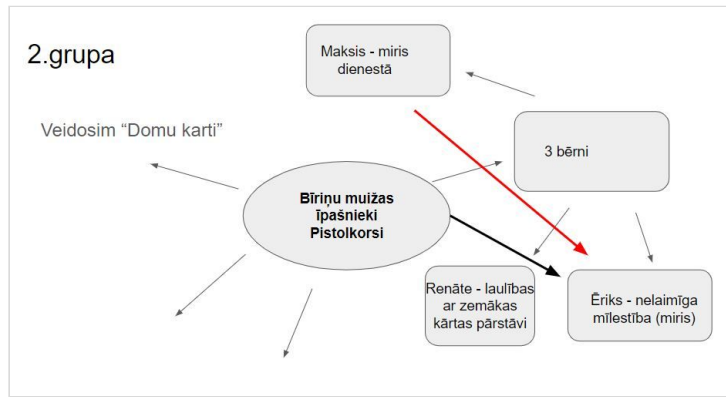 2.grupa
Veidosim “Domu karti”
Maksis - miris
dienestā
3 bērni
Bīriņu muižas
īpašnieki
Pistolkorsi
Renāte - laulības
ar zemākas
kārtas pārstāvi
Ēriks - nelaimīga
mīlestība (miris)